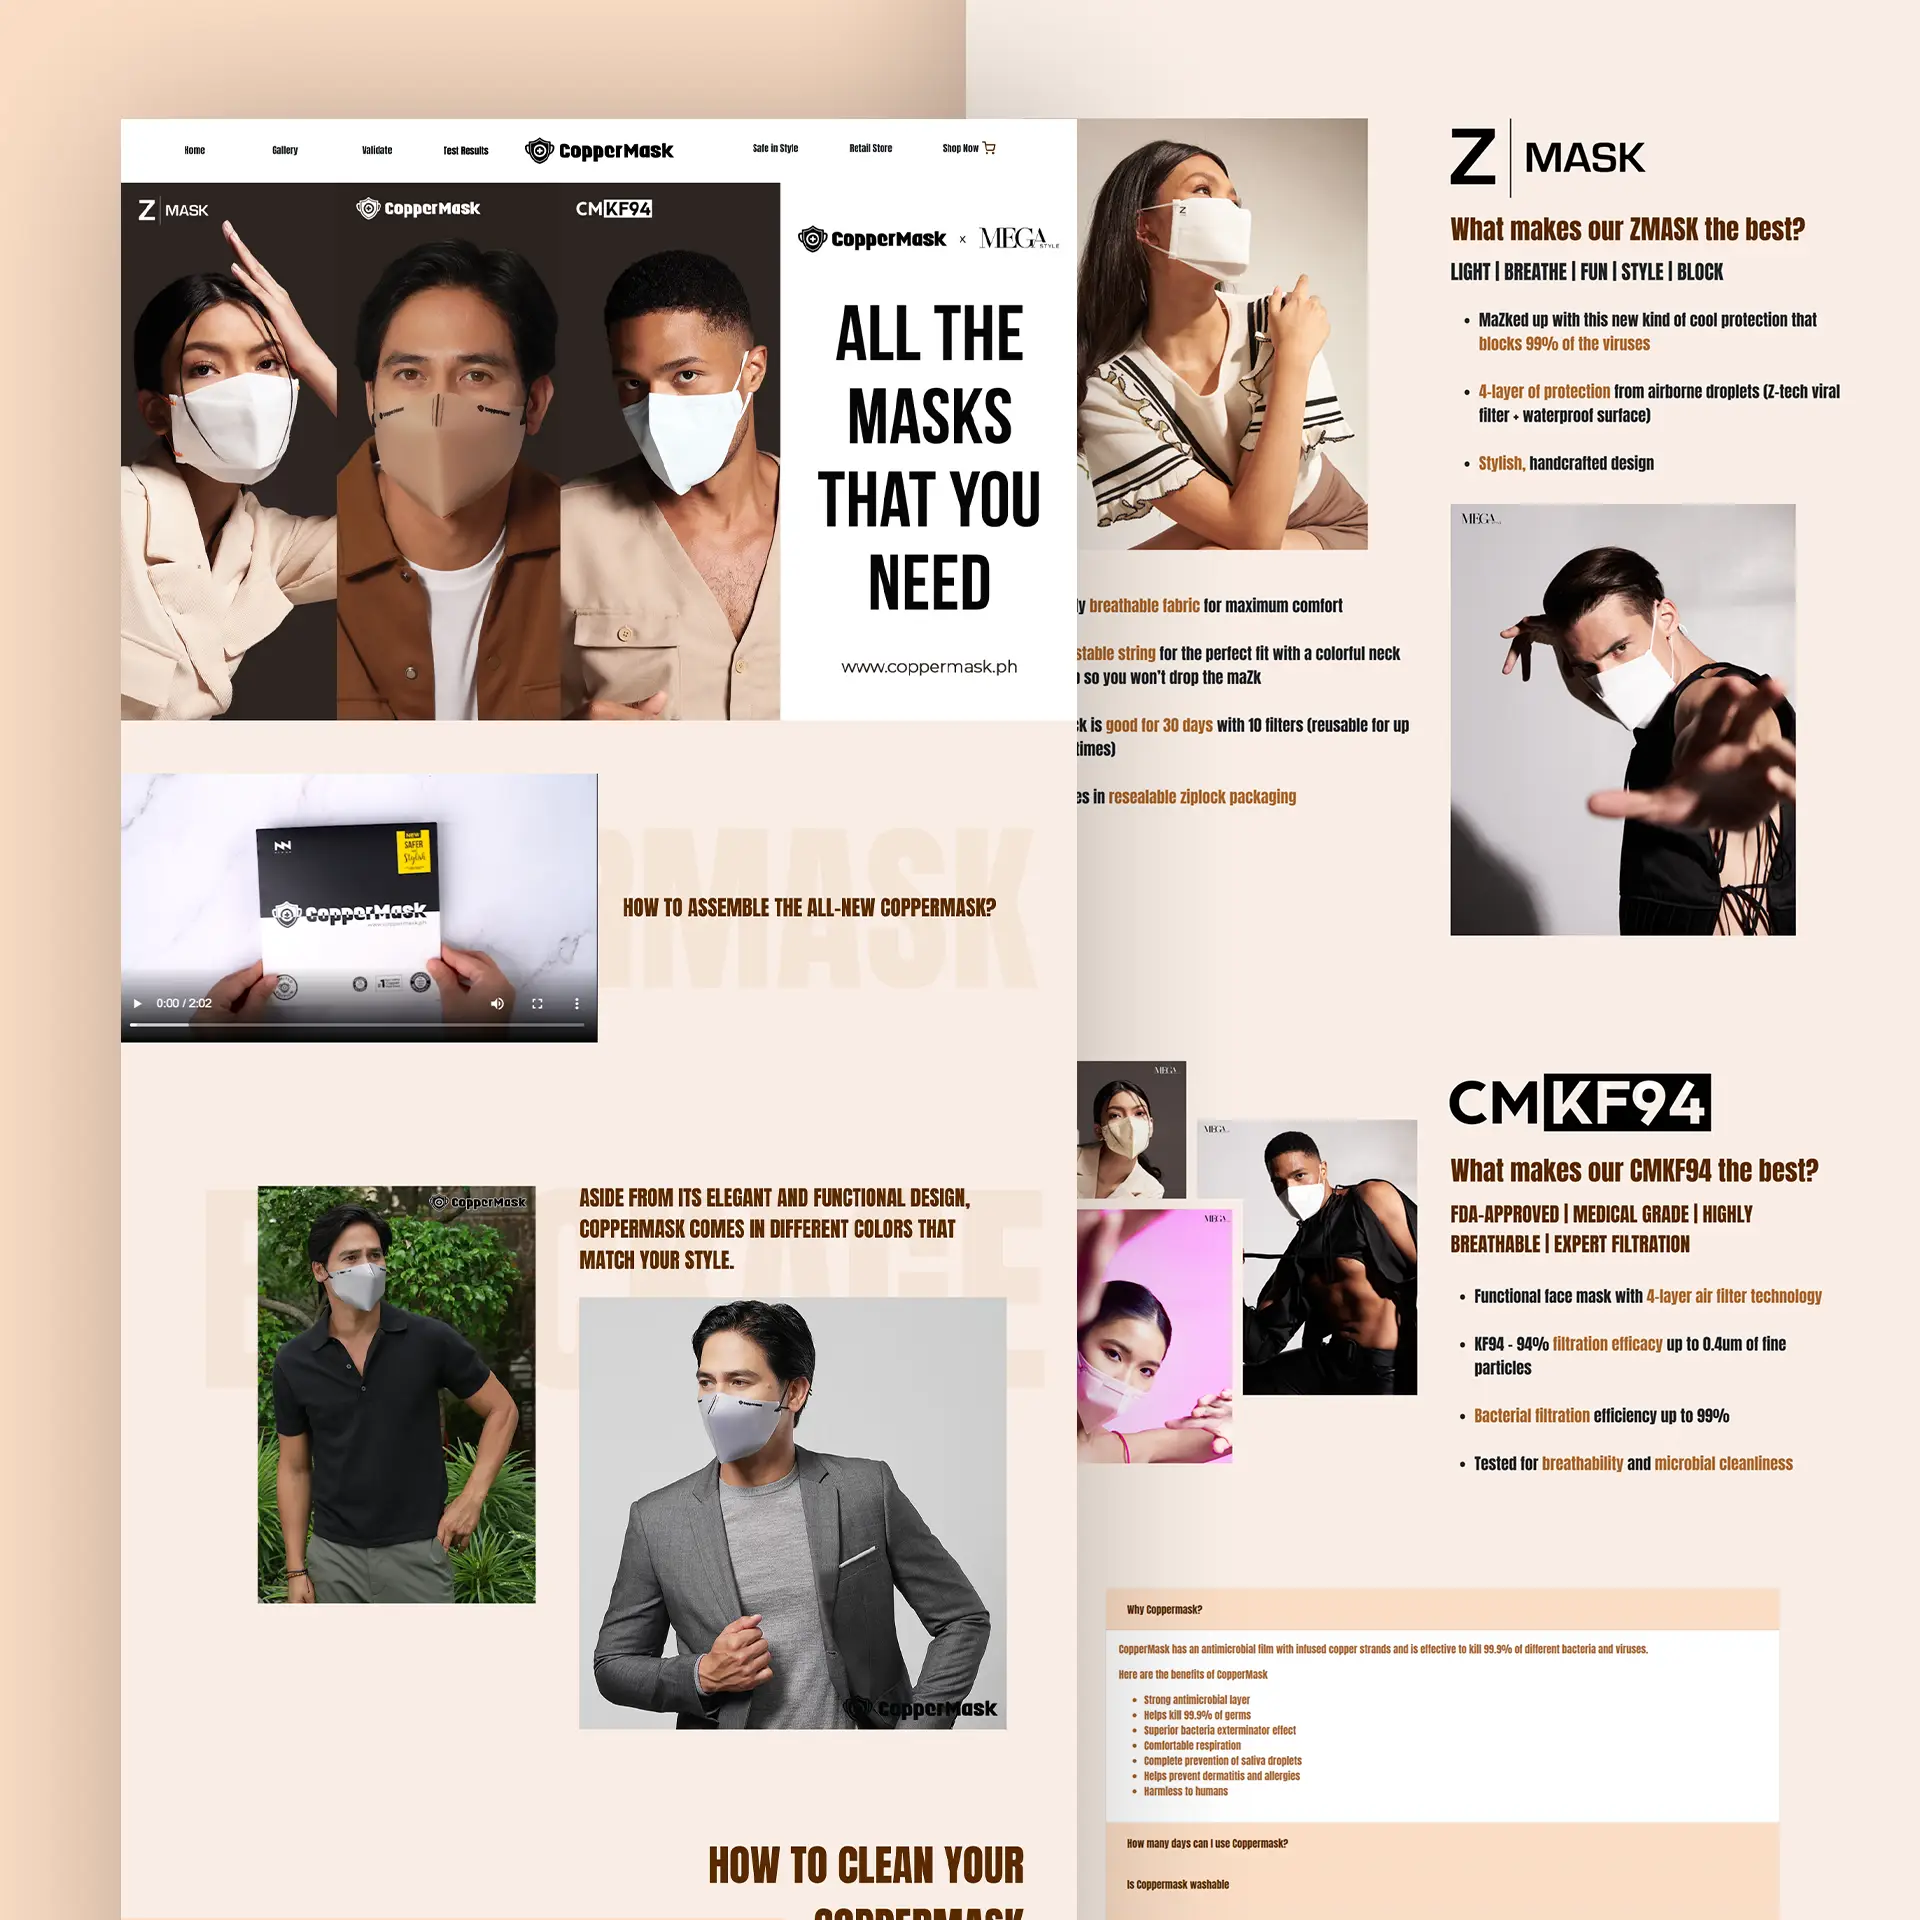 Home
Gallery
Validate
Test Results
CopperMask
Safe in Style
Retail Store
Shop Now
Z | MASK
CopperMask
CMKF94
CopperMask x MEGA STYLE
ALL THE
MASKS
THAT YOU
NEED
www.coppermask.ph
NEW
SAFER
Stylish
CopperMask
www.coppermask.ph
#1
0:00 / 2:02
RMASK
HOW TO ASSEMBLE THE ALL-NEW COPPERMASK?
CopperMask
ASIDE FROM ITS ELEGANT AND FUNCTIONAL DESIGN,
COPPERMASK COMES IN DIFFERENT COLORS THAT
MATCH YOUR STYLE.
CopperMask
CopperMask
HOW TO CLEAN YOUR
COPPERMASK
Z
Z | MASK
What makes our ZMASK the best?
LIGHT | BREATHE | FUN | STYLE | BLOCK
• MaZked up with this new kind of cool protection that
blocks 99% of the viruses
• 4-layer of protection from airborne droplets (Z-tech viral
filter + waterproof surface)
• Stylish, handcrafted design
MEGA
ly breathable fabric for maximum comfort
stable string for the perfect fit with a colorful neck
so you won't drop the maZk
ck is good for 30 days with 10 filters (reusable for up
times)
es in resealable ziplock packaging
MEGA
MEGA
MEGA
CMKF94
What makes our CMKF94 the best?
FDA-APPROVED | MEDICAL GRADE | HIGHLY
BREATHABLE | EXPERT FILTRATION
• Functional face mask with 4-layer air filter technology
• KF94 - 94% filtration efficacy up to 0.4um of fine
particles
• Bacterial filtration efficiency up to 99%
• Tested for breathability and microbial cleanliness
Why Coppermask?
CopperMask has an antimicrobial film with infused copper strands and is effective to kill 99.9% of different bacteria and viruses.
Here are the benefits of CopperMask
• Strong antimicrobial layer
• Helps kill 99.9% of germs
• Superior bacteria exterminator effect
• Comfortable respiration
• Complete prevention of saliva droplets
• Helps prevent dermatitis and allergies
• Harmless to humans
How many days can I use Coppermask?
Is Coppermask washable